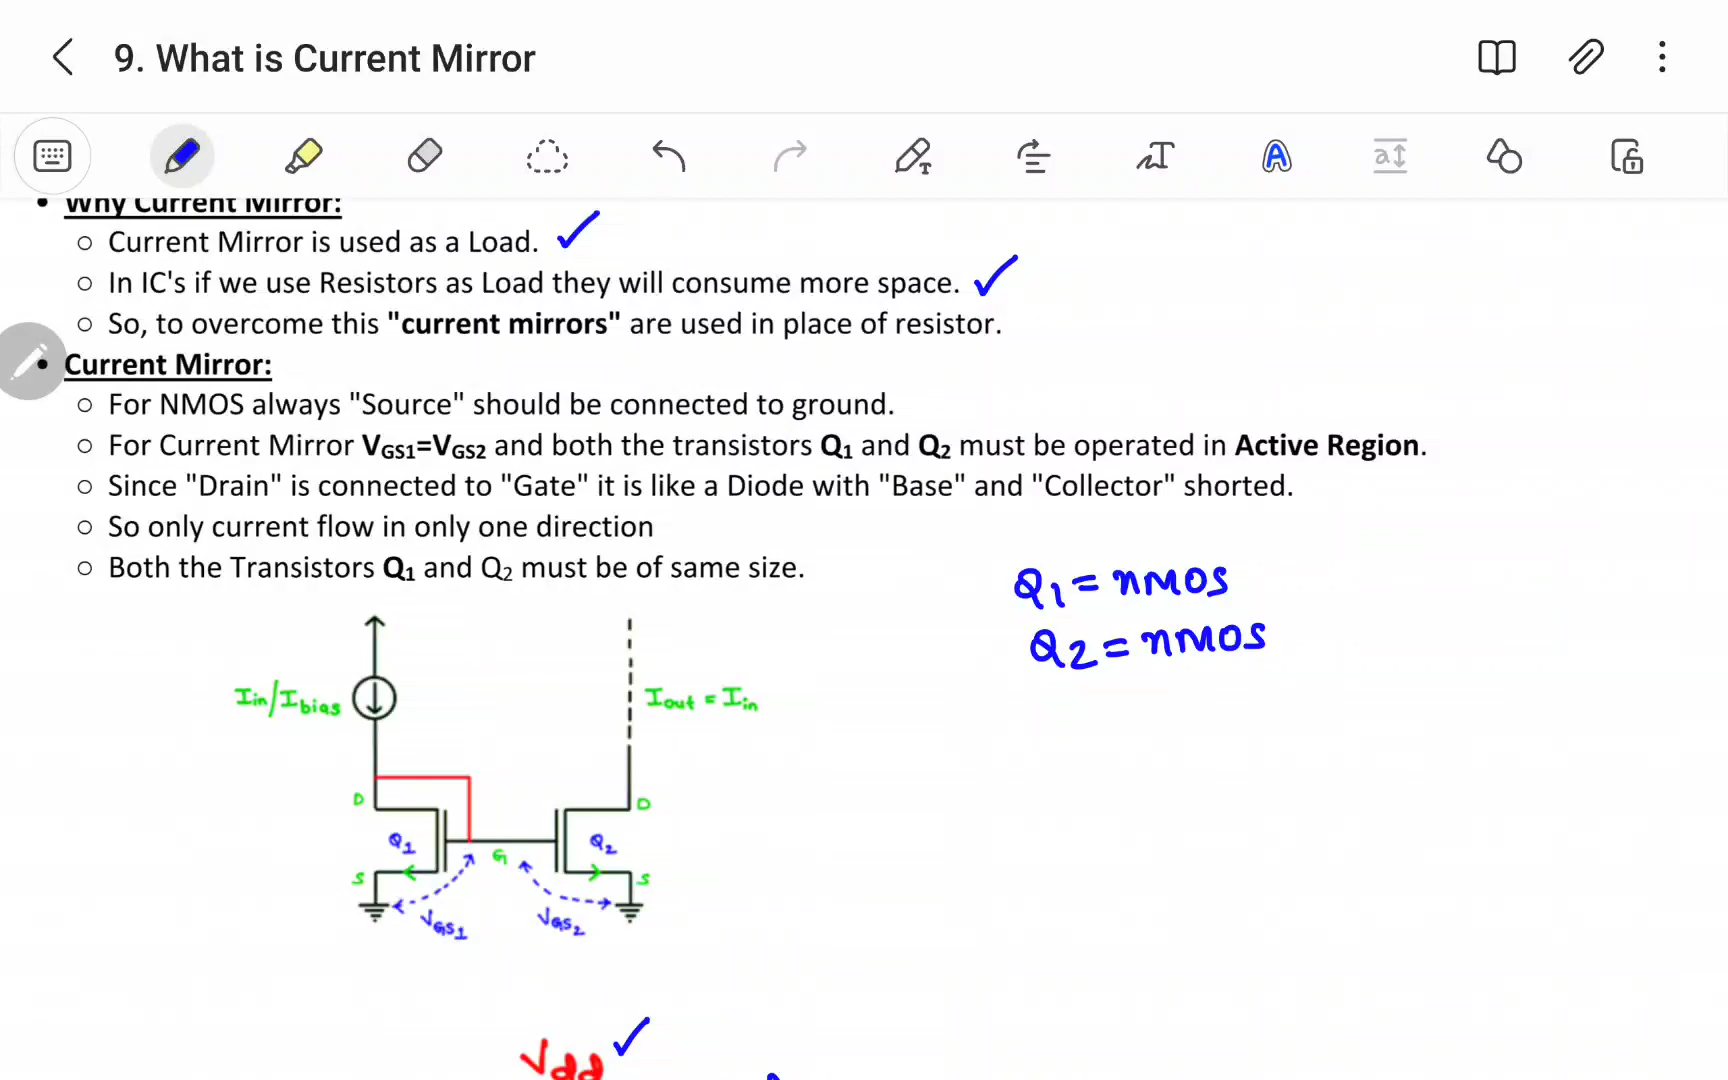 9. What is Current Mirror
Why Current Mirror:
Current Mirror is used as a Load.
In IC's if we use Resistors as Load they will consume more space.
So, to overcome this "current mirrors" are used in place of resistor.
Current Mirror:
For NMOS always "Source" should be connected to ground.
For Current Mirror VGS1=VGS2 and both the transistors Q1 and Q2 must be operated in Active Region.
Since "Drain" is connected to "Gate" it is like a Diode with "Base" and "Collector" shorted.
So only current flow in only one direction
Both the Transistors Q1 and Q2 must be of same size.
Q1 = nMOS
Q2 = nMOS
Iin/Ibias
Iout = Iin
D
D
Q1
Q2
G
S
S
VGS1
VGS2
Vdd